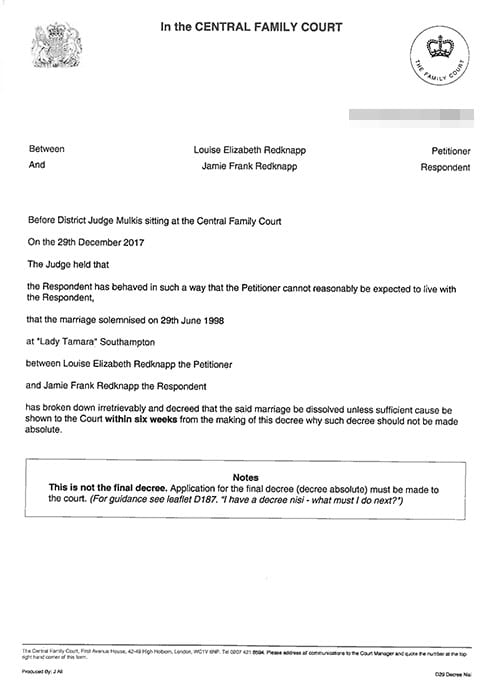 In the CENTRAL FAMILY COURT
THE FAMILY COURT
Between Louise Elizabeth Redknapp Petitioner
And Jamie Frank Redknapp Respondent
Before District Judge Mulkis sitting at the Central Family Court
On the 29th December 2017
The Judge held that
the Respondent has behaved in such a way that the Petitioner cannot reasonably be expected to live with
the Respondent,
that the marriage solemnised on 29th June 1998
at "Lady Tamara" Southampton
between Louise Elizabeth Redknapp the Petitioner
and Jamie Frank Redknapp the Respondent
has broken down irretrievably and decreed that the said marriage be dissolved unless sufficient cause be
shown to the Court within six weeks from the making of this decree why such decree should not be made
absolute.
Notes
This is not the final decree. Application for the final decree (decree absolute) must be made to
the court. (For guidance see leaflet D187. "I have a decree nisi - what must I do next?")
The Central Family Court, First Avenue House, 42-49 High Holborn, London, WC1V 6NP. Tel 0207 421 8594. Please address all communications to the Court Manager and quote the number at the top
right hand corner of this form.
Produced By: J Ali
D29 Decree Nisi